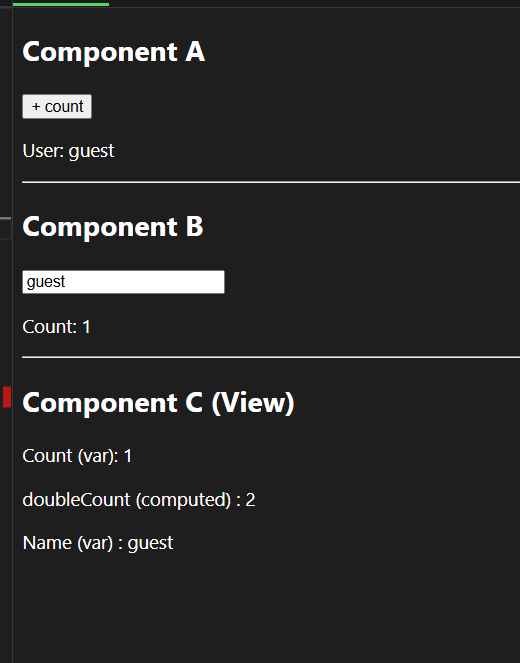 Component A
+ count
User: guest
Component B
guest
Count: 1
Component C (View)
Count (var): 1
doubleCount (computed) : 2
Name (var) : guest